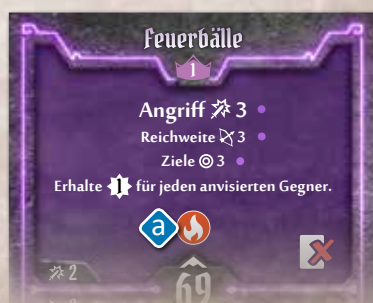 Feuerbälle
1
Angriff 3
Reichweite 3
Ziele 3
Erhalte 1 für jeden anvisierten Gegner.
a
2
69